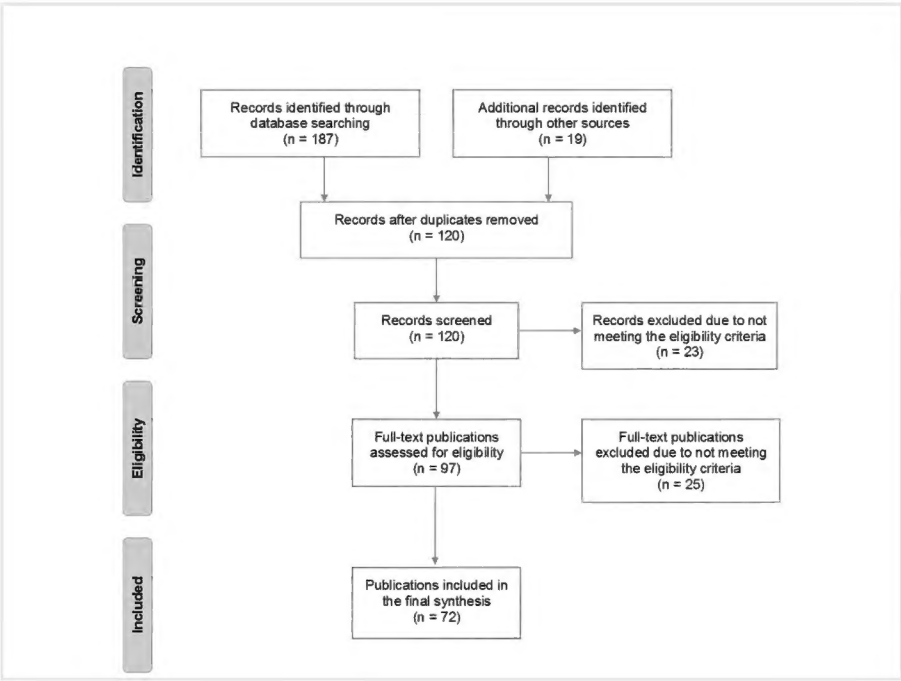 Identification
Records identified through
database searching
(n = 187)
Additional records identified
through other sources
(n = 19)
Records after duplicates removed
(n = 120)
Screening
Records screened
(n = 120)
Records excluded due to not
meeting the eligibility criteria
(n = 23)
Eligibility
Full-text publications
assessed for eligibility
(n = 97)
Full-text publications
excluded due to not meeting
the eligibility criteria
(n = 25)
Included
Publications included in
the final synthesis
(n = 72)